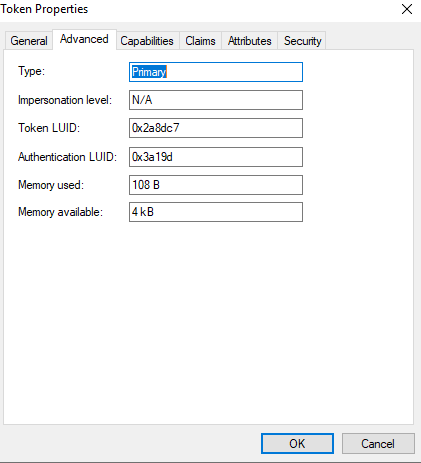 Token Properties
General Advanced Capabilities Claims Attributes Security
Type: Primary
Impersonation level: N/A
Token LUID: 0x2a8dc7
Authentication LUID: 0x3a19d
Memory used: 108 B
Memory available: 4 kB
OK Cancel